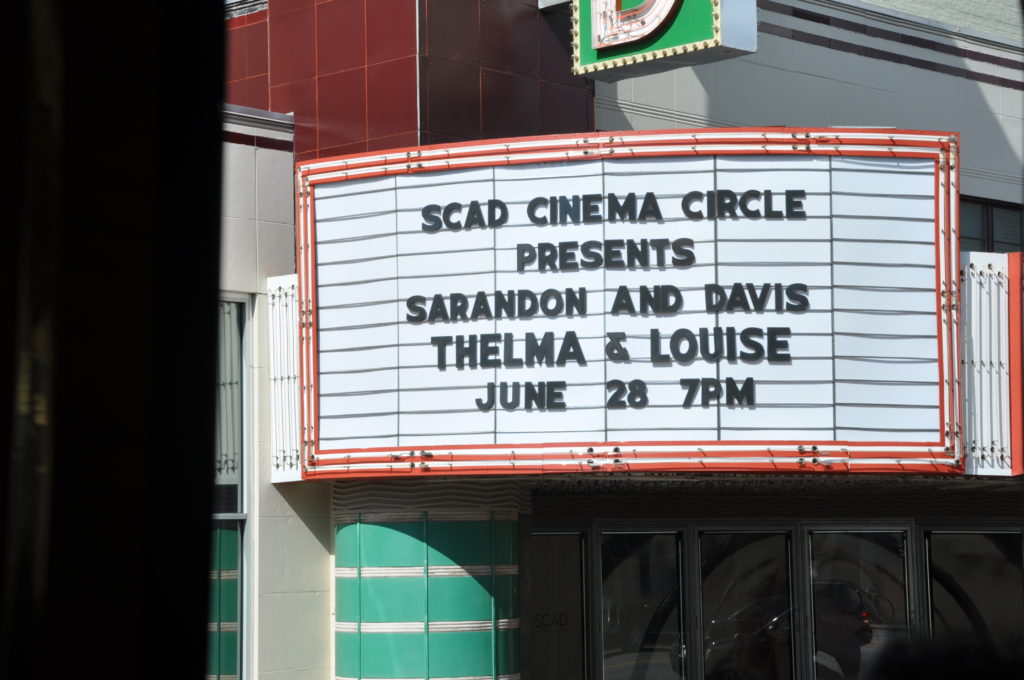 D
SCAD CINEMA CIRCLE
PRESENTS
SARANDON AND DAVIS
THELMA & LOUISE
JUNE 28 7PM
SCAD